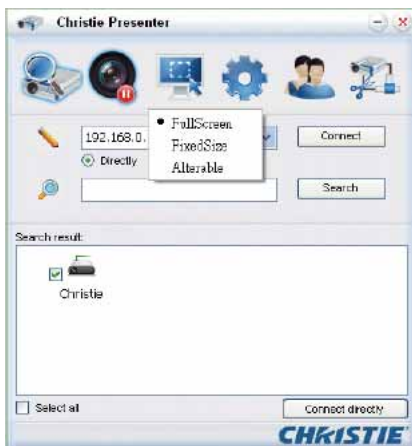 Christie Presenter
FullScreen
FixedSize
Alterable
192.168.0.
Connect
Directly
Search
Search result:
Christie
Select all
Connect directly
CHRISTIE